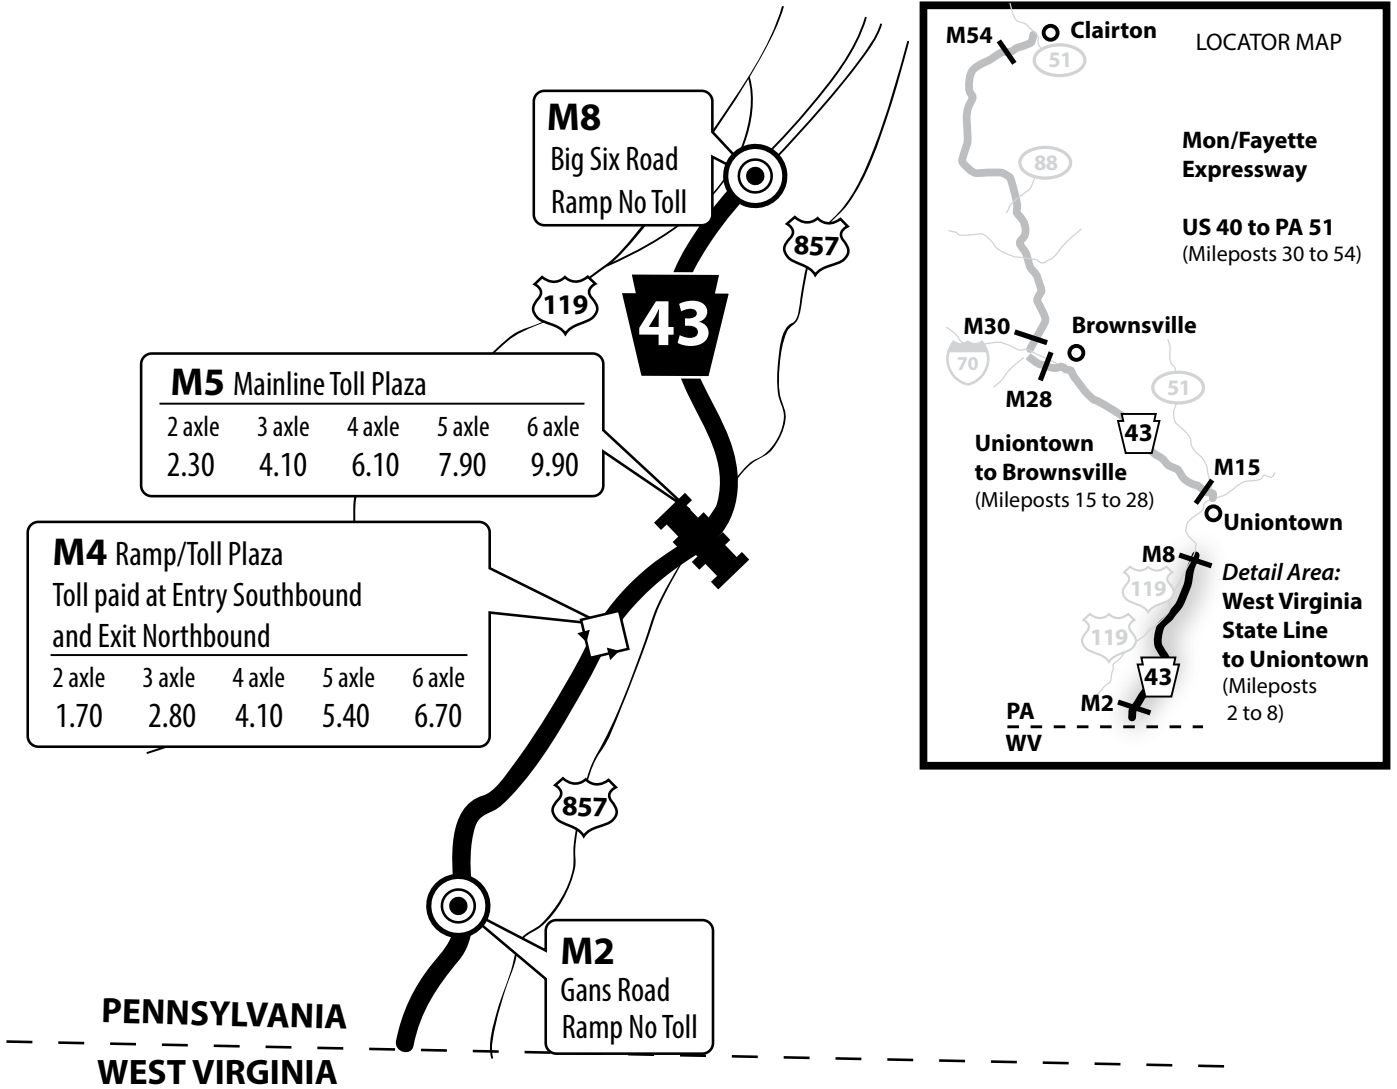 M8
Big Six Road
Ramp No Toll
857
119
43
M5 Mainline Toll Plaza
2 axle 3 axle 4 axle 5 axle 6 axle
2.30 4.10 6.10 7.90 9.90
M4 Ramp/Toll Plaza
Toll paid at Entry Southbound
and Exit Northbound
2 axle 3 axle 4 axle 5 axle 6 axle
1.70 2.80 4.10 5.40 6.70
857
M2
Gans Road
Ramp No Toll
PENNSYLVANIA
WEST VIRGINIA
LOCATOR MAP
M54
Clairton
51
88
Mon/Fayette
Expressway
US 40 to PA 51
(Mileposts 30 to 54)
M30
Brownsville
70
M28
51
43
Uniontown
to Brownsville
(Mileposts 15 to 28)
M15
Uniontown
M8
119
119
Detail Area:
West Virginia
State Line
to Uniontown
(Mileposts
2 to 8)
43
M2
PA
WV